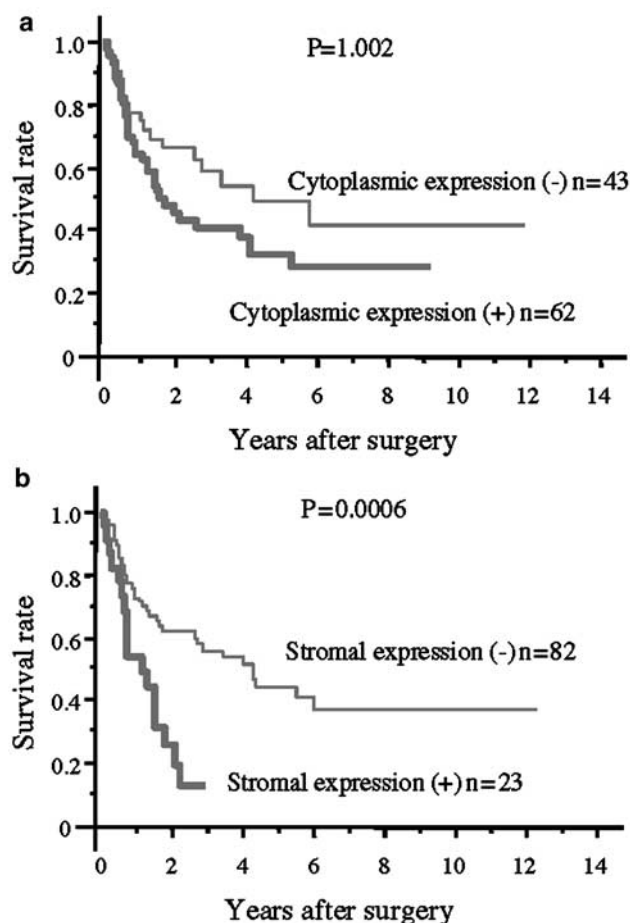 a
P=1.002
Survival rate
1.0
0.8
0.6
0.4
0.2
0
Cytoplasmic expression (-) n=43
Cytoplasmic expression (+) n=62
0 2 4 6 8 10 12 14
Years after surgery
b
P=0.0006
Survival rate
1.0
0.8
0.6
0.4
0.2
0
Stromal expression (-) n=82
Stromal expression (+) n=23
0 2 4 6 8 10 12 14
Years after surgery